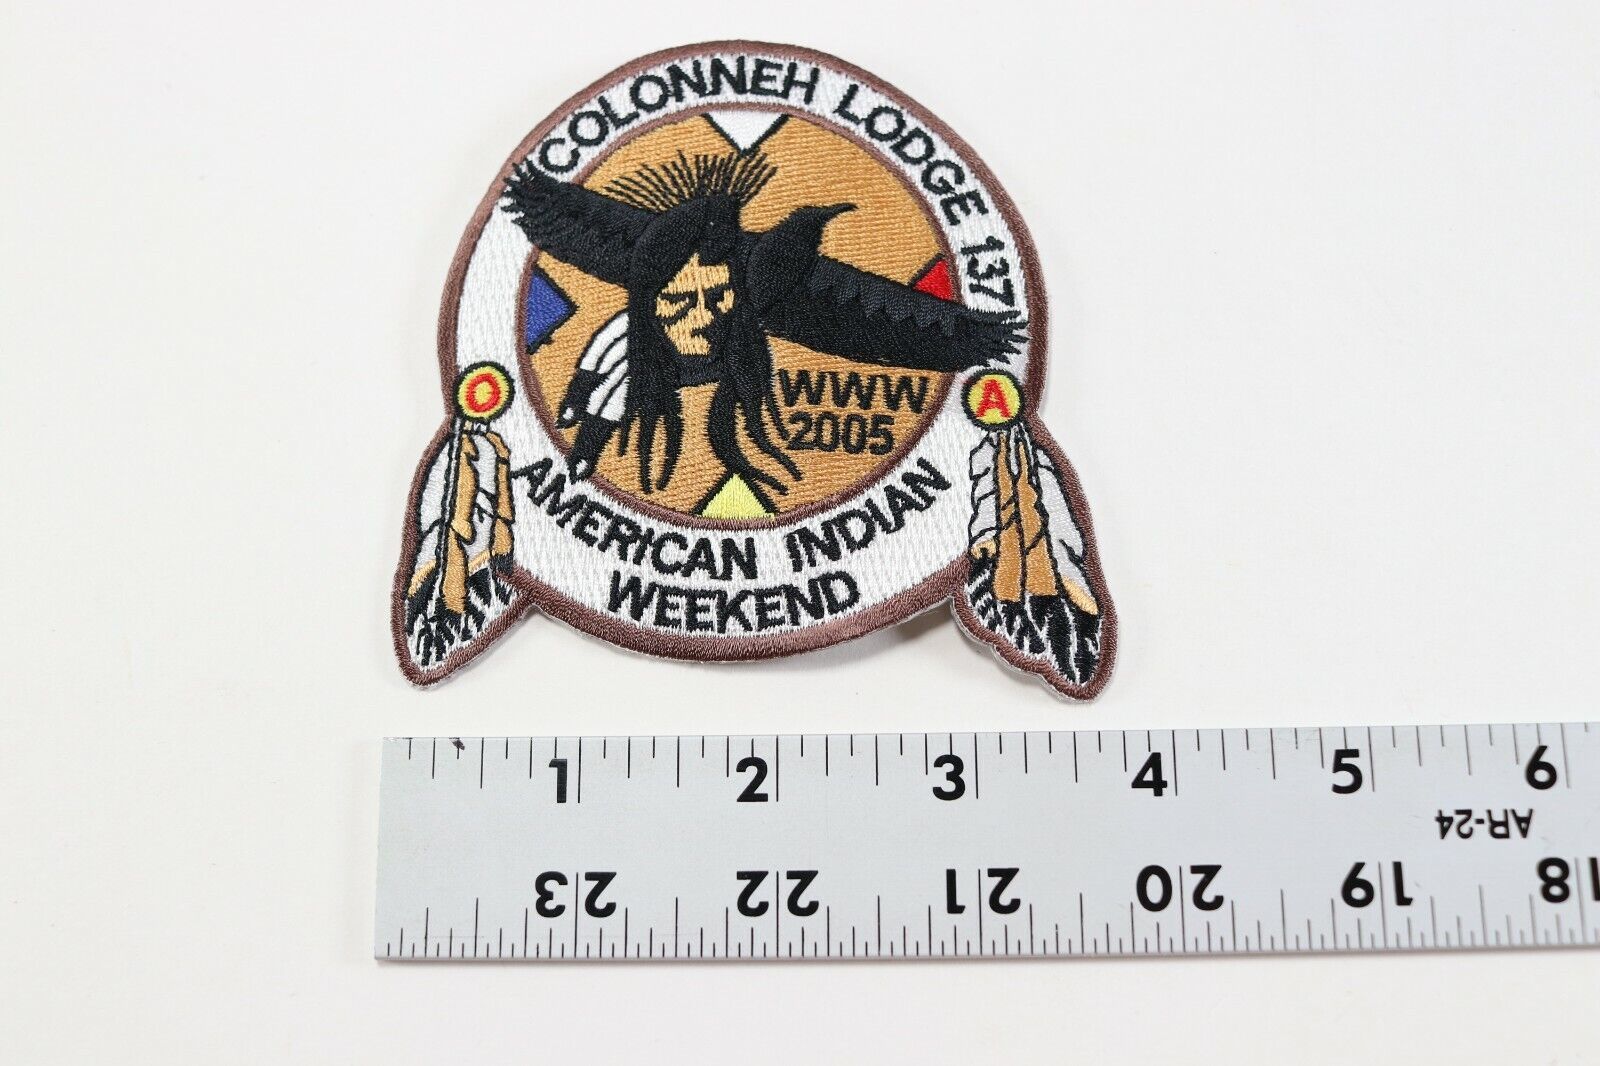 COLONNEH LODGE 137
WWW
2005
O A
AMERICAN INDIAN
WEEKEND
1 2 3 4 5 6
AR-24
23 22 21 20 19 18